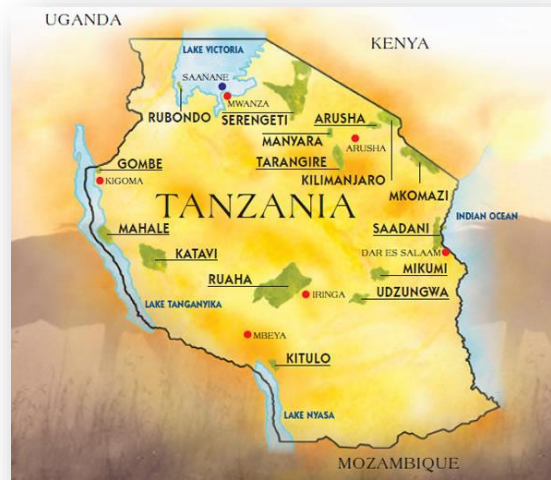 UGANDA
KENYA
LAKE VICTORIA
SAANANE
MWANZA
RUBONDO
SERENGETI
ARUSHA
MANYARA
ARUSHA
TARANGIRE
GOMBE
KIGOMA
KILIMANJARO
MKOMAZI
TANZANIA
INDIAN OCEAN
MAHALE
SAADANI
KATAVI
DAR ES SALAAM
MIKUMI
RUAHA
UDZUNGWA
IRINGA
LAKE TANGANYIKA
MBEYA
KITULO
LAKE NYASA
MOZAMBIQUE